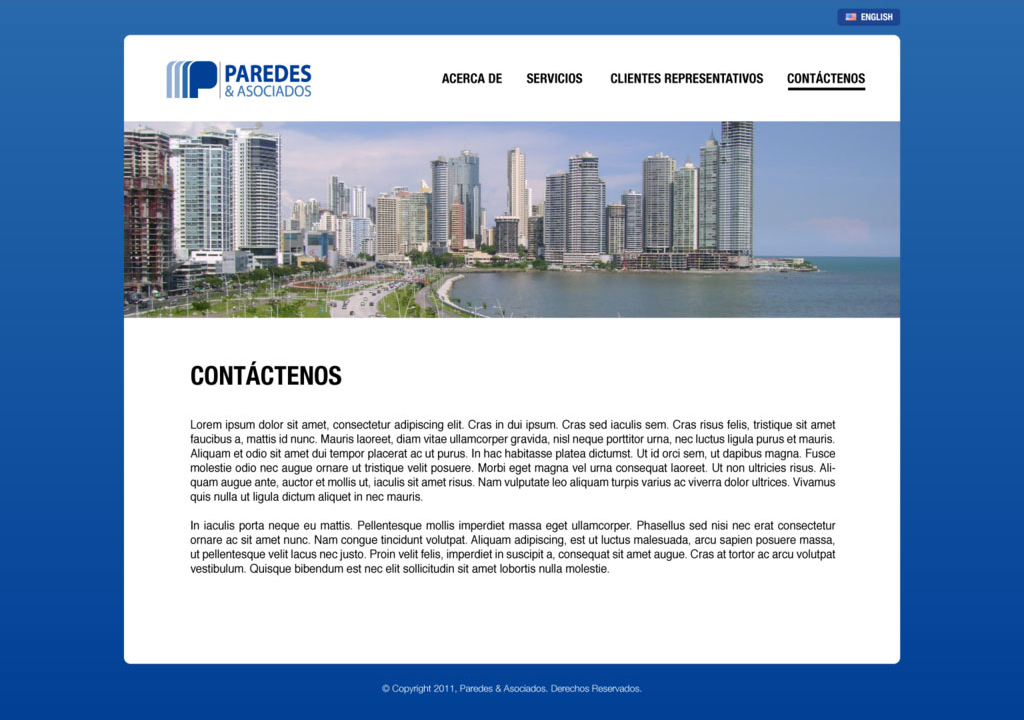 ENGLISH
PAREDES
& ASOCIADOS
ACERCA DE SERVICIOS CLIENTES REPRESENTATIVOS CONTÁCTENOS
CONTÁCTENOS
Lorem ipsum dolor sit amet, consectetur adipiscing elit. Cras in dui ipsum. Cras sed iaculis sem. Cras risus felis, tristique sit amet
faucibus a, mattis id nunc. Mauris laoreet, diam vitae ullamcorper gravida, nisl neque porttitor urna, nec luctus ligula purus et mauris.
Aliquam et odio sit amet dui tempor placerat ac ut purus. In hac habitasse platea dictumst. Ut id orci sem, ut dapibus magna. Fusce
molestie odio nec augue ornare ut tristique velit posuere. Morbi eget magna vel urna consequat laoreet. Ut non ultricies risus. Ali-
quam augue ante, auctor et mollis ut, iaculis sit amet risus. Nam vulputate leo aliquam turpis varius ac viverra dolor ultrices. Vivamus
quis nulla ut ligula dictum aliquet in nec mauris.
In iaculis porta neque eu mattis. Pellentesque mollis imperdiet massa eget ullamcorper. Phasellus sed nisi nec erat consectetur
ornare ac sit amet nunc. Nam congue tincidunt volutpat. Aliquam adipiscing, est ut luctus malesuada, arcu sapien posuere massa,
ut pellentesque velit lacus nec justo. Proin velit felis, imperdiet in suscipit a, consequat sit amet augue. Cras at tortor ac arcu volutpat
vestibulum. Quisque bibendum est nec elit sollicitudin sit amet lobortis nulla molestie.
© Copyright 2011, Paredes & Asociados. Derechos Reservados.